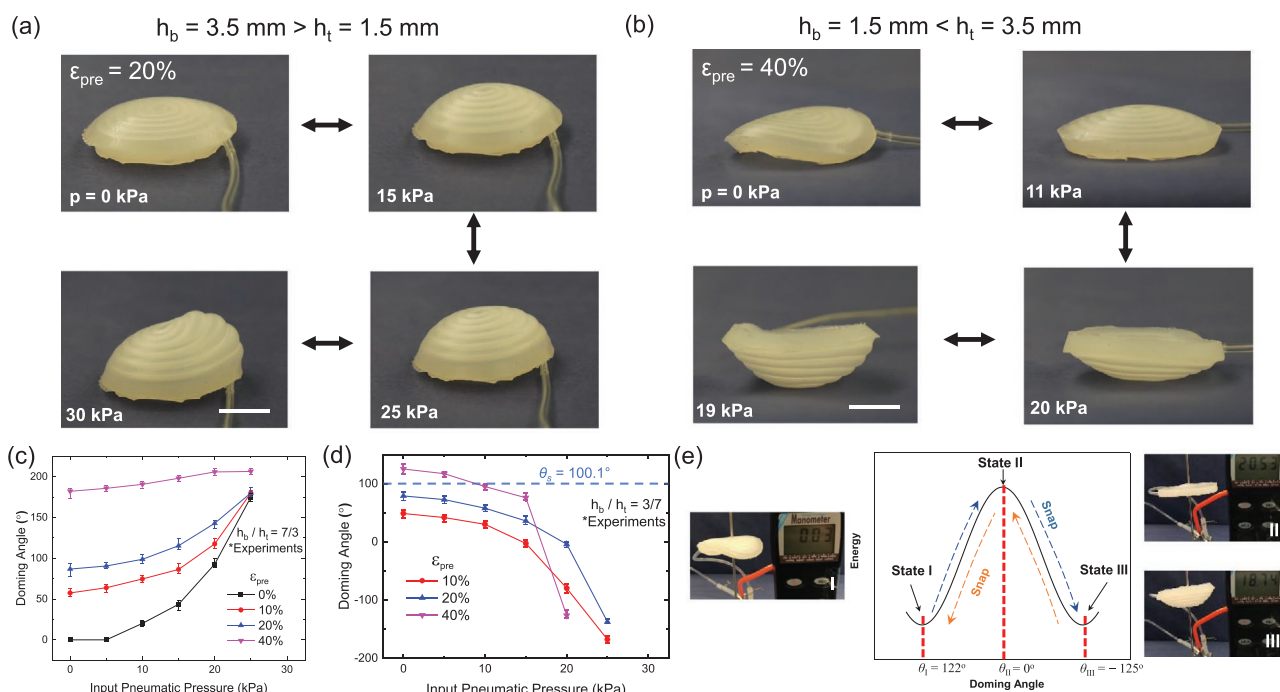 (a)
h_b = 3.5 mm > h_t = 1.5 mm
ε_pre = 20%
p = 0 kPa
15 kPa
30 kPa
25 kPa
(b)
h_b = 1.5 mm < h_t = 3.5 mm
ε_pre = 40%
p = 0 kPa
11 kPa
19 kPa
20 kPa
(c)
Doming Angle (°)
200
150
100
50
0
h_b / h_t = 7/3
*Experiments
ε_pre
0%
10%
20%
40%
0 10 20 30
Input Pneumatic Pressure (kPa)
(d)
Doming Angle (°)
100
50
0
-100
-200
θ_s = 100.1°
h_b / h_t = 3/7
*Experiments
ε_pre
10%
20%
40%
0 10 20 30
Input Pneumatic Pressure (kPa)
(e)
Manometer
003
I
Energy
State I
State II
State III
Snap
Snap
θ_I = 122°
θ_II = 0°
θ_III = − 125°
Doming Angle
2053
II
1874
III